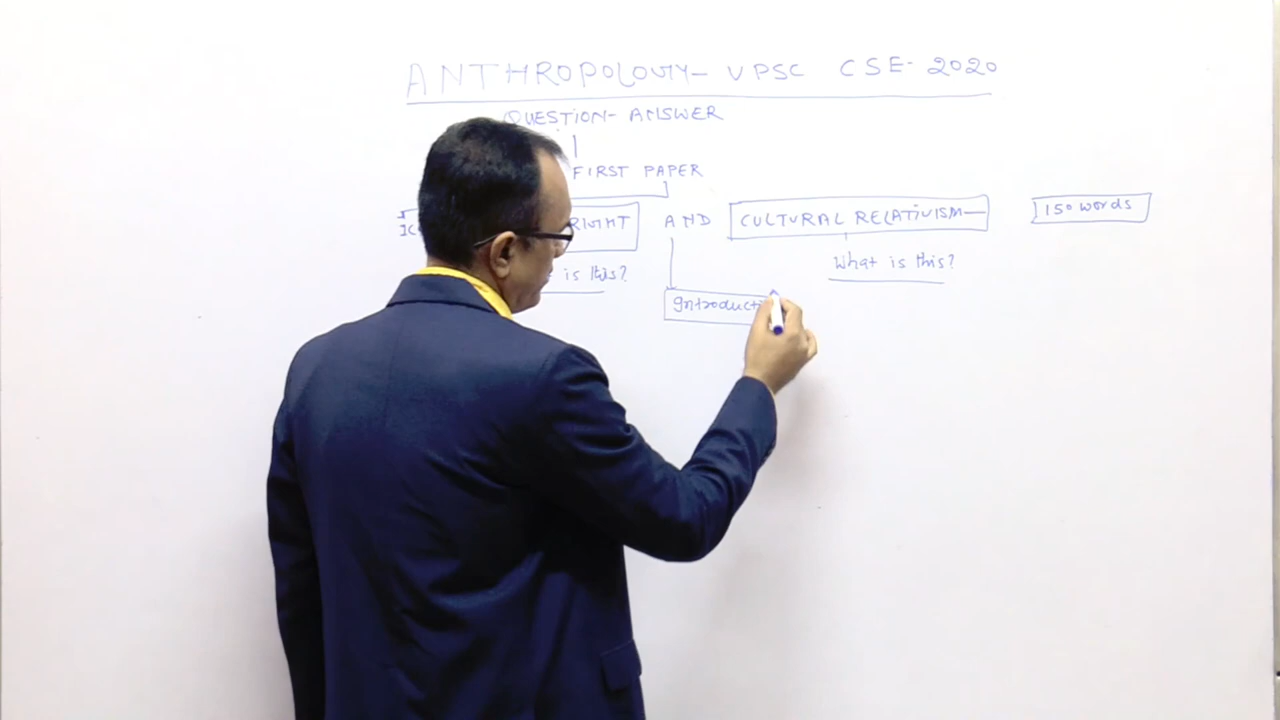 ANTHROPOLOGY- UPSC CSE- 2020
QUESTION- ANSWER
FIRST PAPER
RIGHT AND CULTURAL RELATIVISM- 150 words
is this? What is this?
Introducti